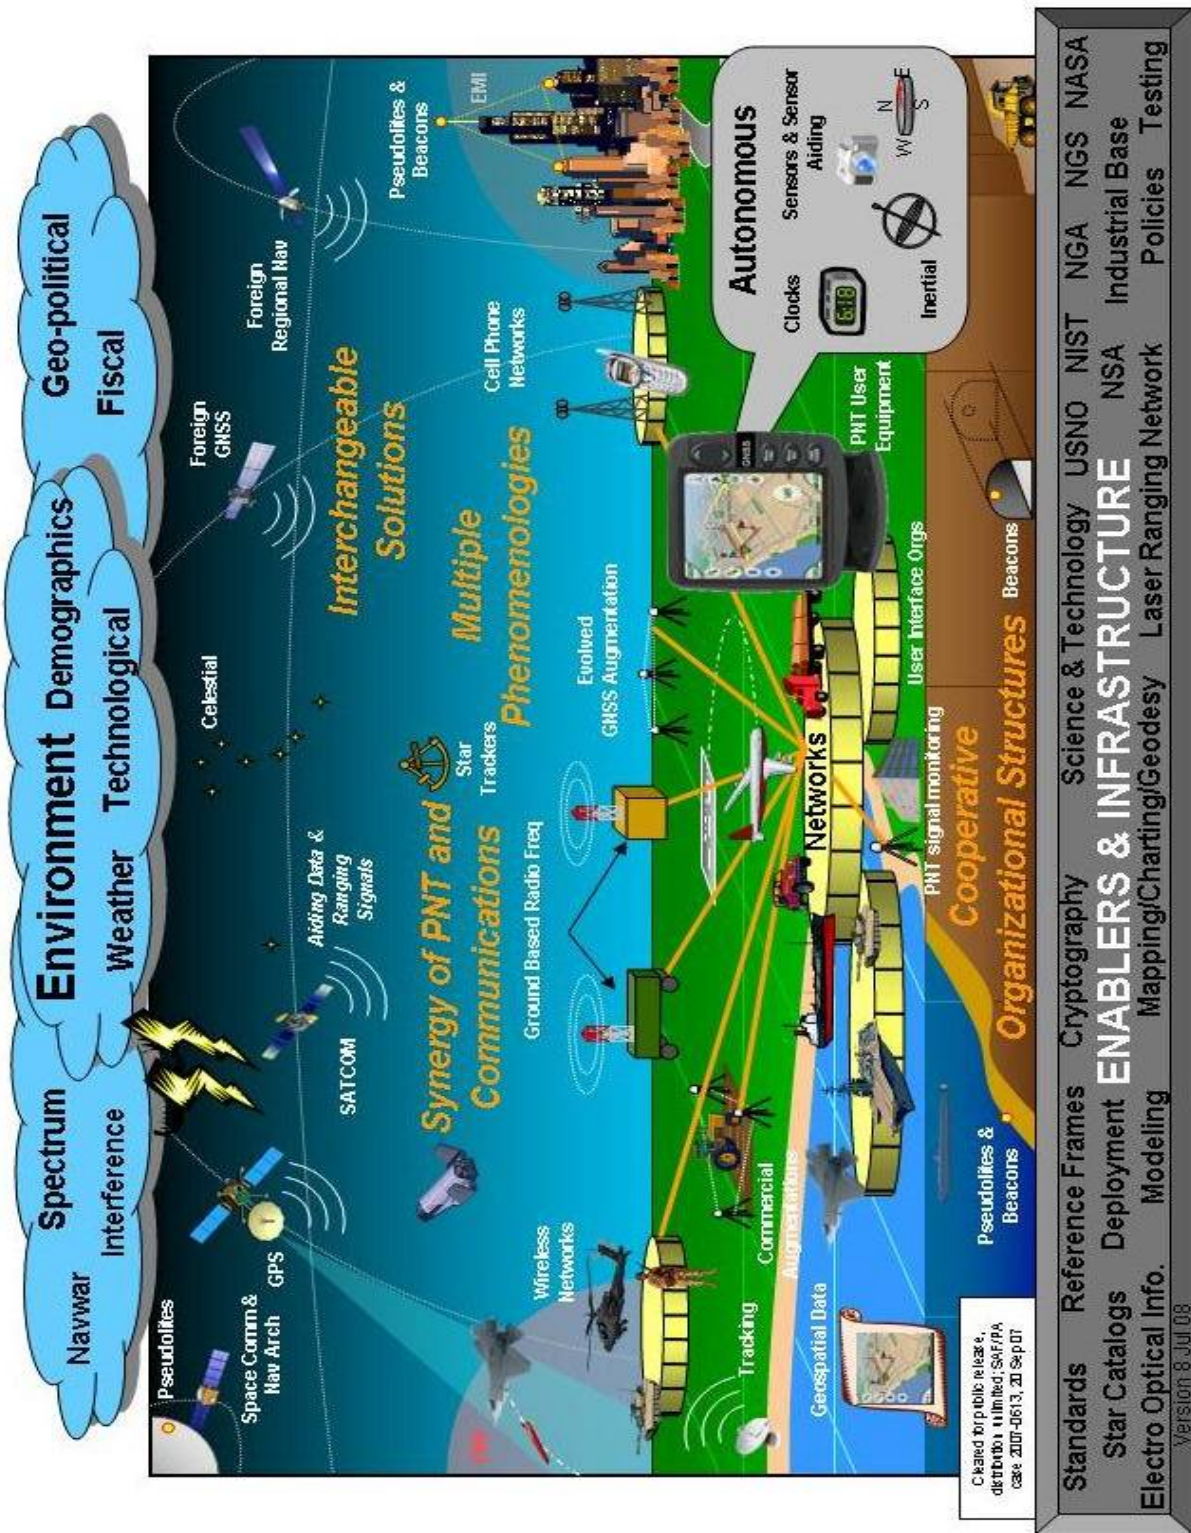 Navwar
Spectrum
Interference
Environment
Weather
Demographics
Technological
Geo-political
Fiscal
Pseudolites
Space Comm &
Nav Arch
GPS
SATCOM
Aiding Data &
Ranging
Signals
Celestial
Foreign
GNSS
Foreign
Regional Nav
Synergy of PNT and
Communications
Star
Trackers
Interchangeable
Solutions
Multiple
Phenomenologies
Pseudolites &
Beacons
EMI
Wireless
Networks
Ground Based Radio Freq
Evolved
GNSS Augmentation
Cell Phone
Networks
Tracking
Commercial
Augmentations
Networks
GNSS
PNT User
Equipment
Autonomous
Clocks
Sensors & Sensor
Aiding
6:18
Inertial
N
W
E
S
Geospatial Data
PNT signal monitoring
User Interface Orgs
Pseudolites &
Beacons
Cooperative
Organizational Structures
Beacons
Cleared for public release,
distribution unlimited; SAF/PA
case 2007-0613, 20 Sep 07
Standards Reference Frames Cryptography Science & Technology USNO NIST NGA NGS NASA
Star Catalogs Deployment ENABLERS & INFRASTRUCTURE NSA Industrial Base
Electro Optical Info. Modeling Mapping/Charting/Geodesy Laser Ranging Network Policies Testing
Version 8 Jul 08